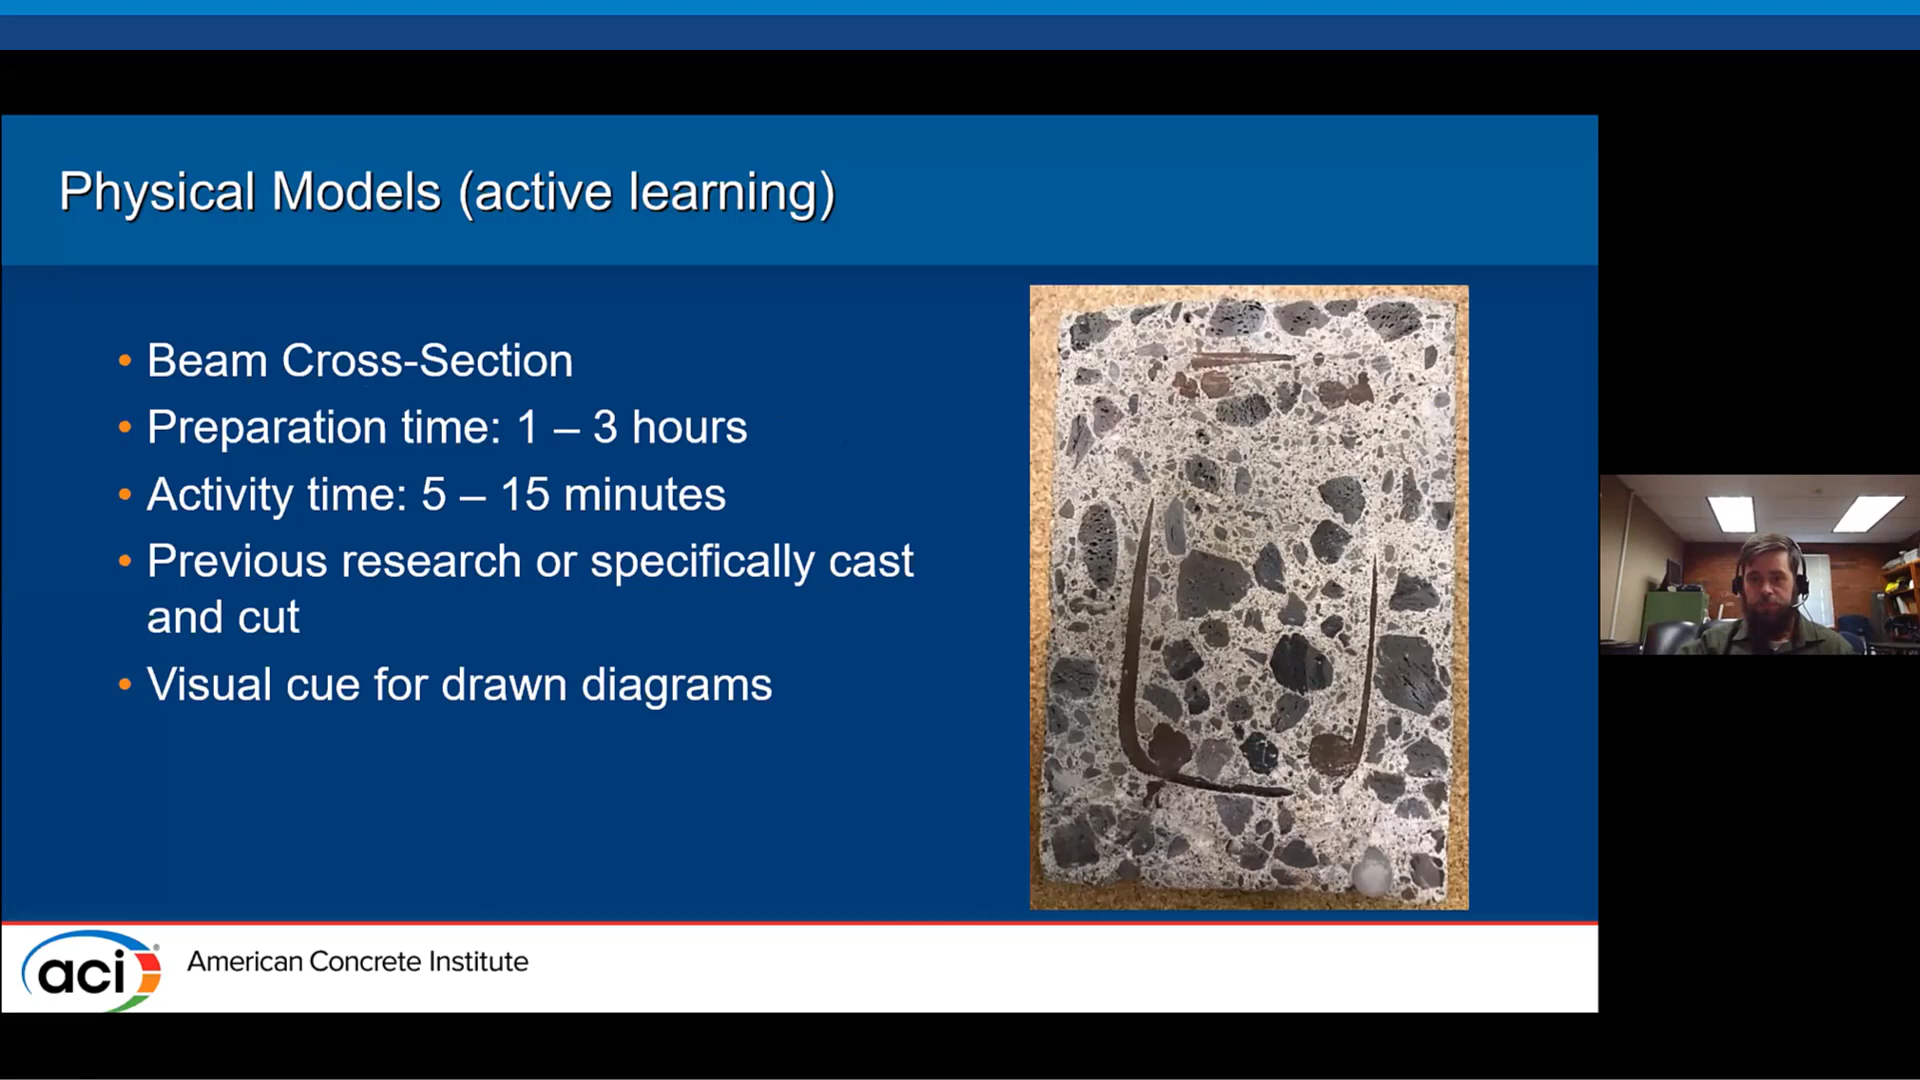 Physical Models (active learning)
• Beam Cross-Section
• Preparation time: 1 – 3 hours
• Activity time: 5 – 15 minutes
• Previous research or specifically cast
and cut
• Visual cue for drawn diagrams
aci®
American Concrete Institute